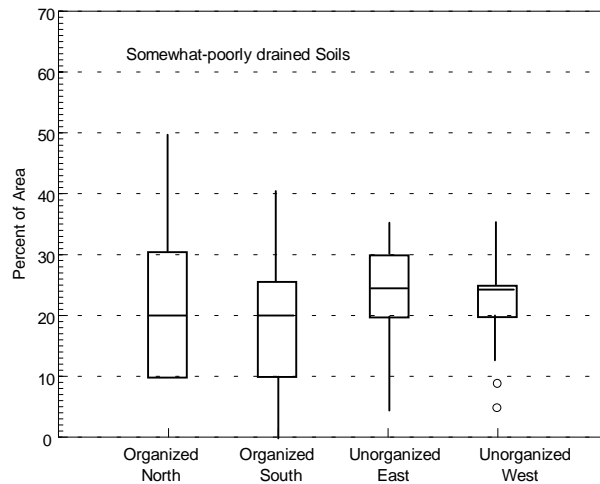 70
Somewhat-poorly drained Soils
60
50
40
30
20
10
0
Percent of Area
Organized Organized Unorganized Unorganized
North South East West